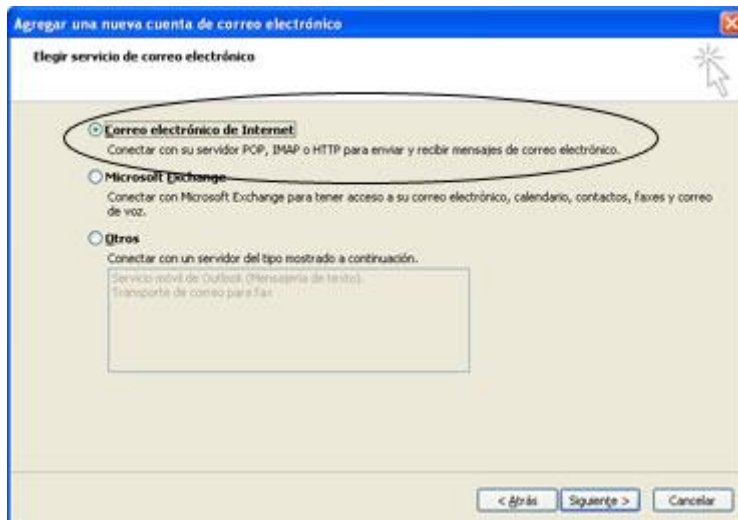 Agregar una nueva cuenta de correo electrónico
Elegir servicio de correo electrónico
Correo electrónico de Internet
Conectar con su servidor POP, IMAP o HTTP para enviar y recibir mensajes de correo electrónico.
Microsoft Exchange
Conectar con Microsoft Exchange para tener acceso a su correo electrónico, calendario, contactos, faxes y correo
de voz.
Otros
Conectar con un servidor del tipo mostrado a continuación.
Servicio móvil de Outlook (Mensajería de texto).
Transporte de correo para fax
< Atrás Siguiente > Cancelar